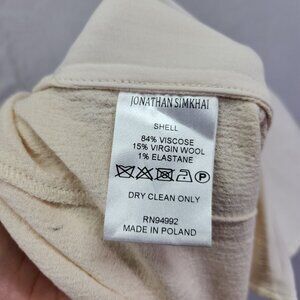 JONATHAN SIMKHAI
SHELL
84% VISCOSE
15% VIRGIN WOOL
1% ELASTANE
P
DRY CLEAN ONLY
RN94992
MADE IN POLAND